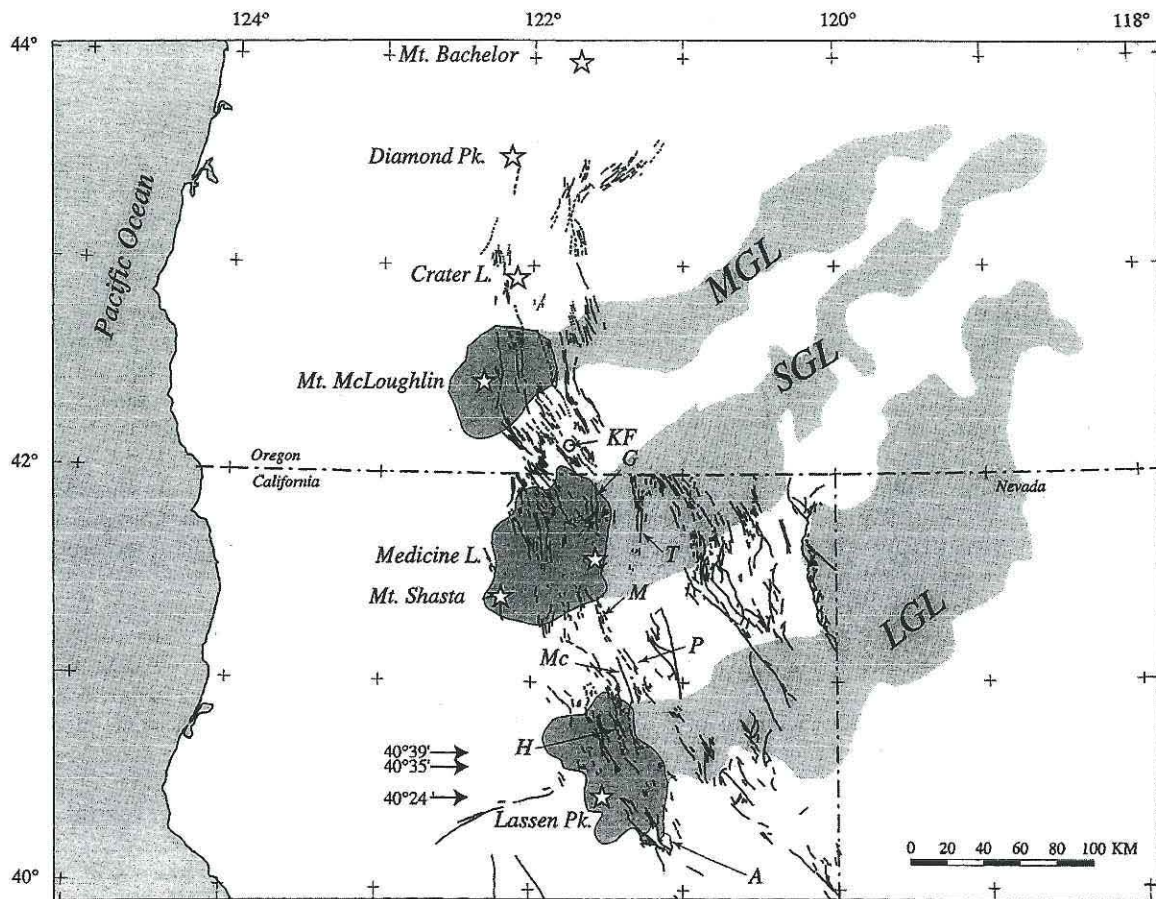 124°
122°
120°
118°
44°
Mt. Bachelor
Diamond Pk.
Pacific Ocean
Crater L.
MGL
Mt. McLoughlin
SGL
KF
G
42°
Oregon
California
Nevada
Medicine L.
T
Mt. Shasta
M
LGL
Mc
P
H
40°39'
40°35'
40°24'
Lassen Pk.
A
0 20 40 60 80 100 KM
40°